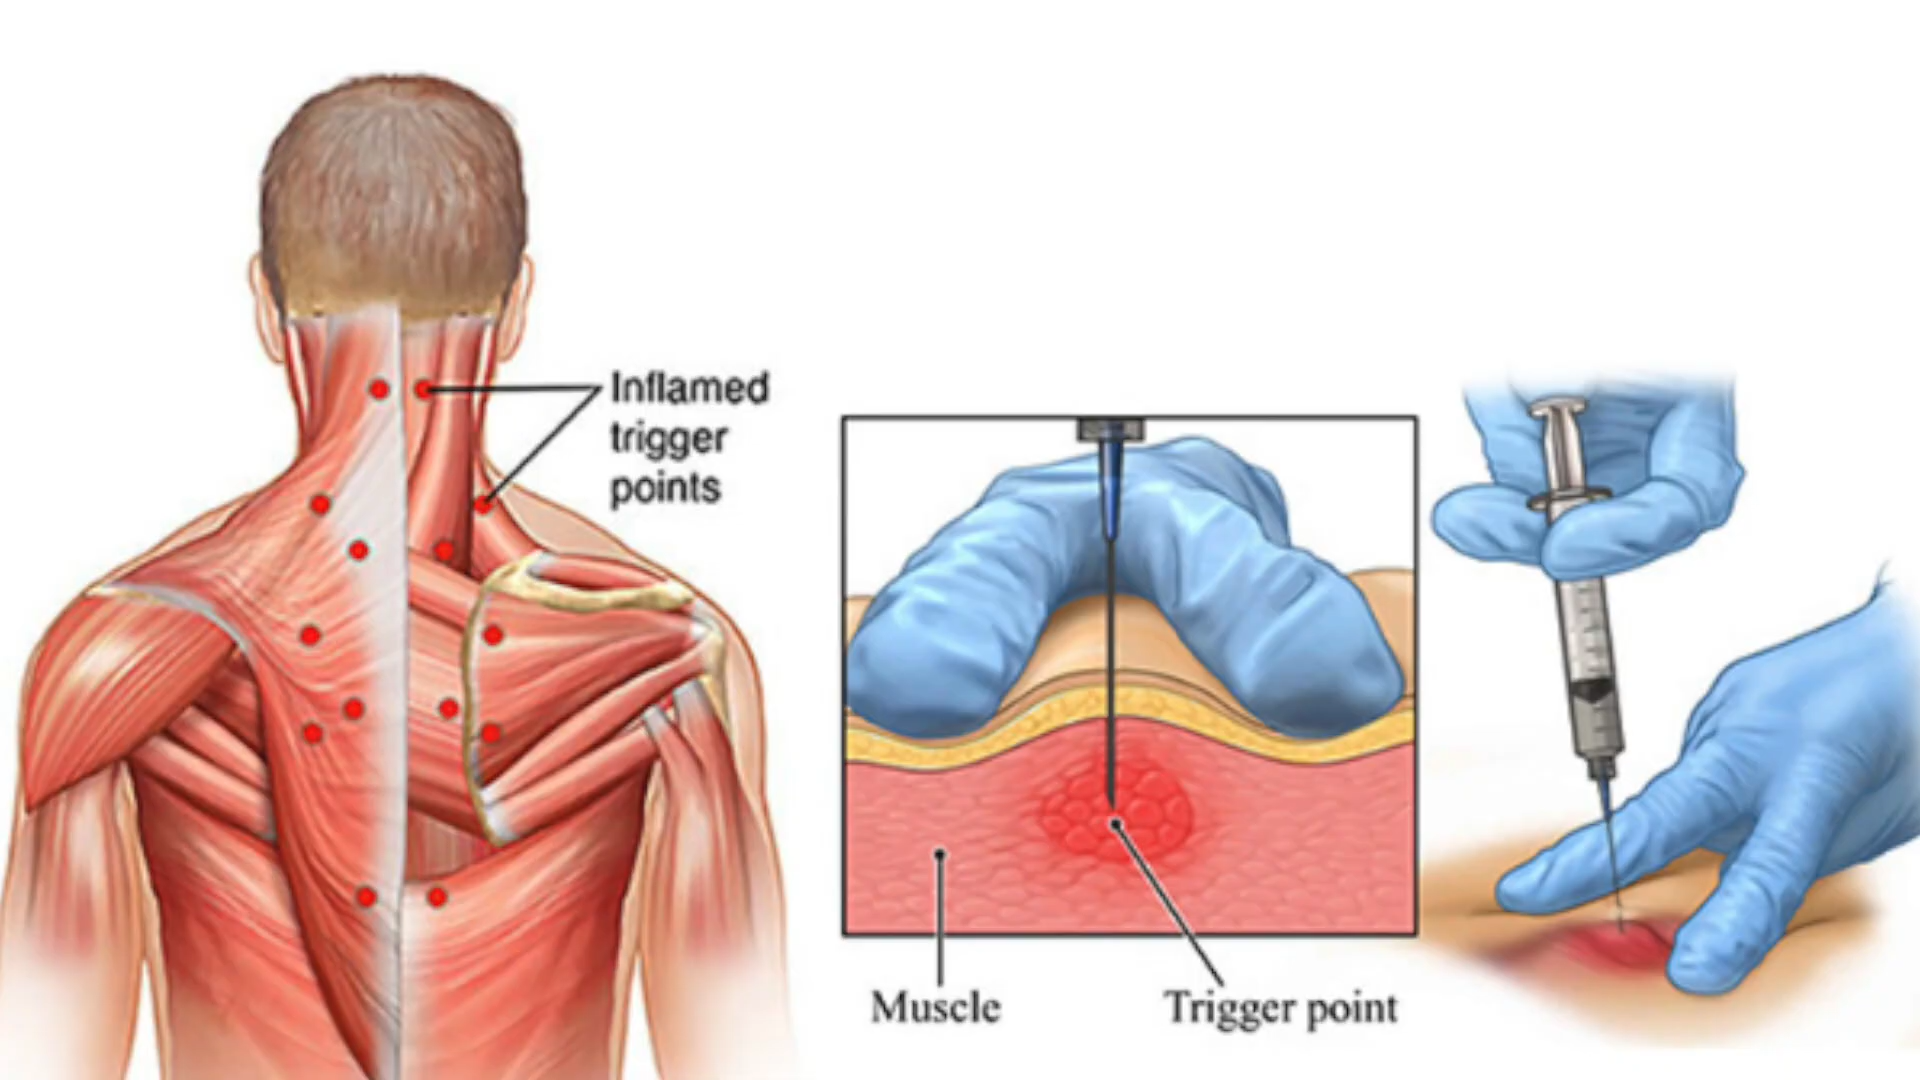 Inflamed
trigger
points
Muscle
Trigger point